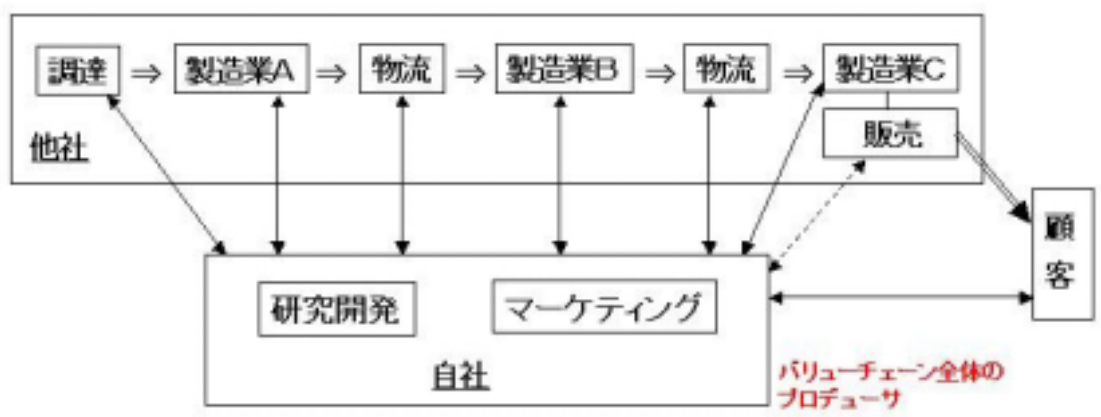 調達 ⇒ 製造業A ⇒ 物流 ⇒ 製造業B ⇒ 物流 ⇒ 製造業C
販売
他社
顧客
研究開発 マーケティング
自社
バリューチェーン全体の
プロデューサ